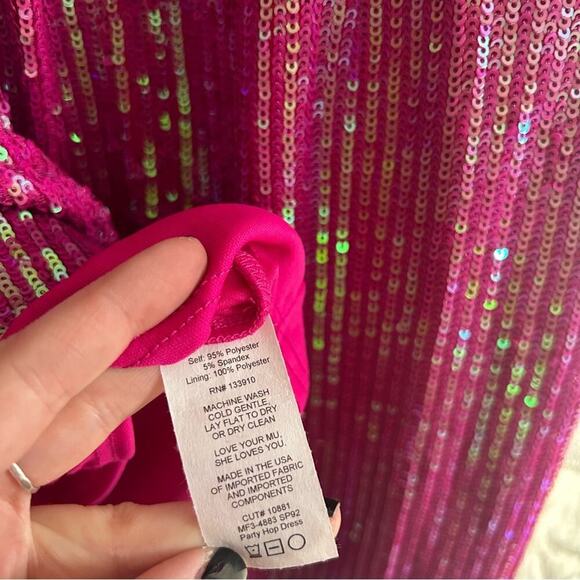 Self: 95% Polyester
5% Spandex
Lining: 100% Polyester
RN# 133910
MACHINE WASH
COLD GENTLE,
LAY FLAT TO DRY
OR DRY CLEAN
LOVE YOUR MU,
SHE LOVES YOU.
MADE IN THE USA
OF IMPORTED FABRIC
AND IMPORTED
COMPONENTS
CUT# 10881
MF3-4883 SP92
Party Hop Dress